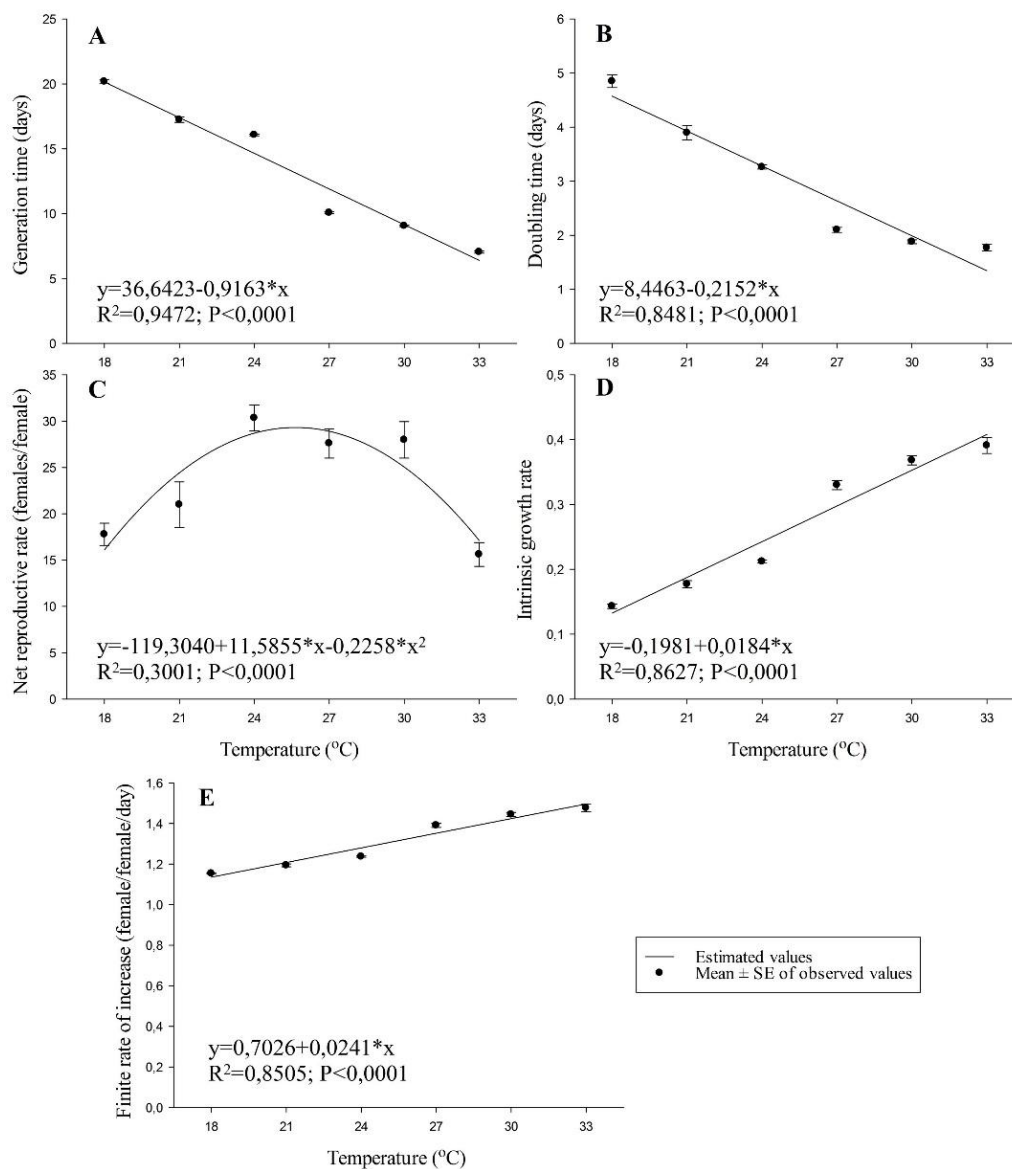 A
Generation time (days)
25
20
15
10
5
0
y=36,6423-0,9163*x
R²=0,9472; P<0,0001
18 21 24 27 30 33
B
Doubling time (days)
6
5
4
3
2
1
0
y=8,4463-0,2152*x
R²=0,8481; P<0,0001
18 21 24 27 30 33
C
Net reproductive rate (females/female)
35
30
25
20
15
10
5
0
y=-119,3040+11,5855*x-0,2258*x²
R²=0,3001; P<0,0001
18 21 24 27 30 33
Temperature (°C)
D
Intrinsic growth rate
0,5
0,4
0,3
0,2
0,1
0,0
y=-0,1981+0,0184*x
R²=0,8627; P<0,0001
18 21 24 27 30 33
Temperature (°C)
E
Finite rate of increase (female/female/day)
1,6
1,4
1,2
1,0
0,8
0,6
0,4
0,2
0,0
y=0,7026+0,0241*x
R²=0,8505; P<0,0001
18 21 24 27 30 33
Temperature (°C)
Estimated values
Mean ± SE of observed values